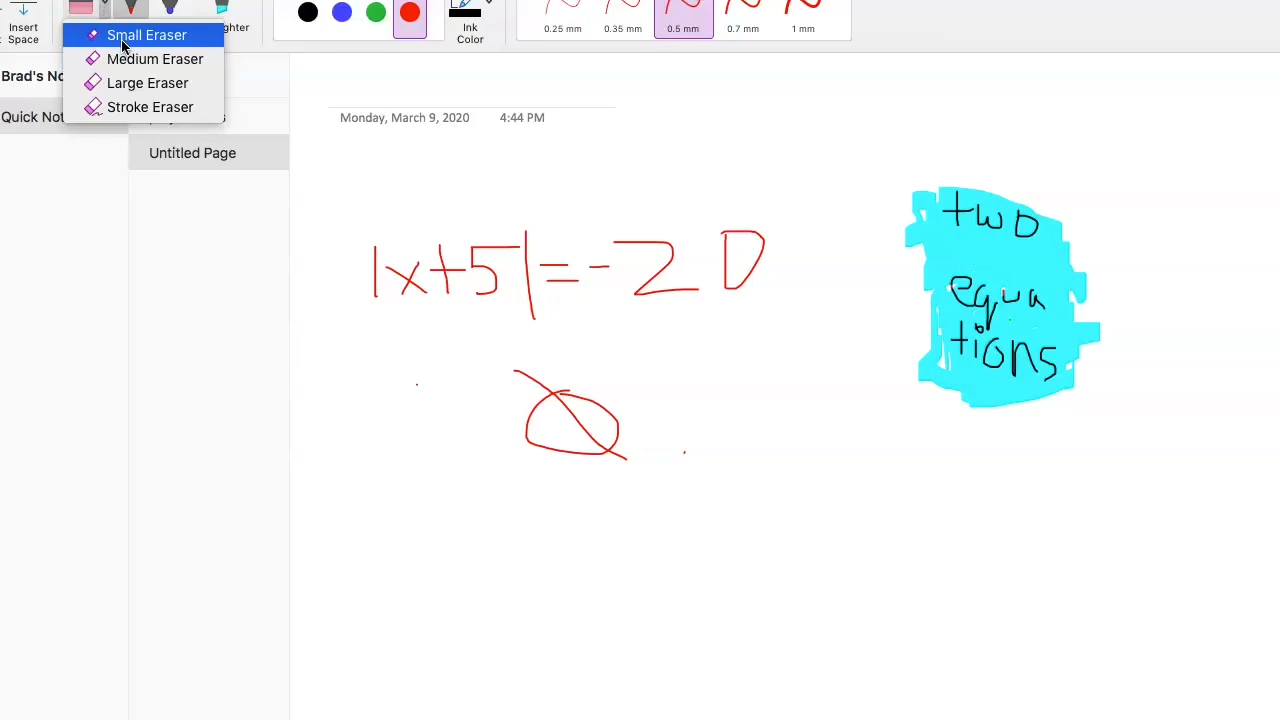 Insert
Space
ghter
Ink
Color
0.25 mm
0.35 mm
0.5 mm
0.7 mm
1 mm
Small Eraser
Medium Eraser
Large Eraser
Stroke Eraser
Brad's No
Quick Not
Untitled Page
Monday, March 9, 2020 4:44 PM
|x+5|=-20
∅
two
equa
tions